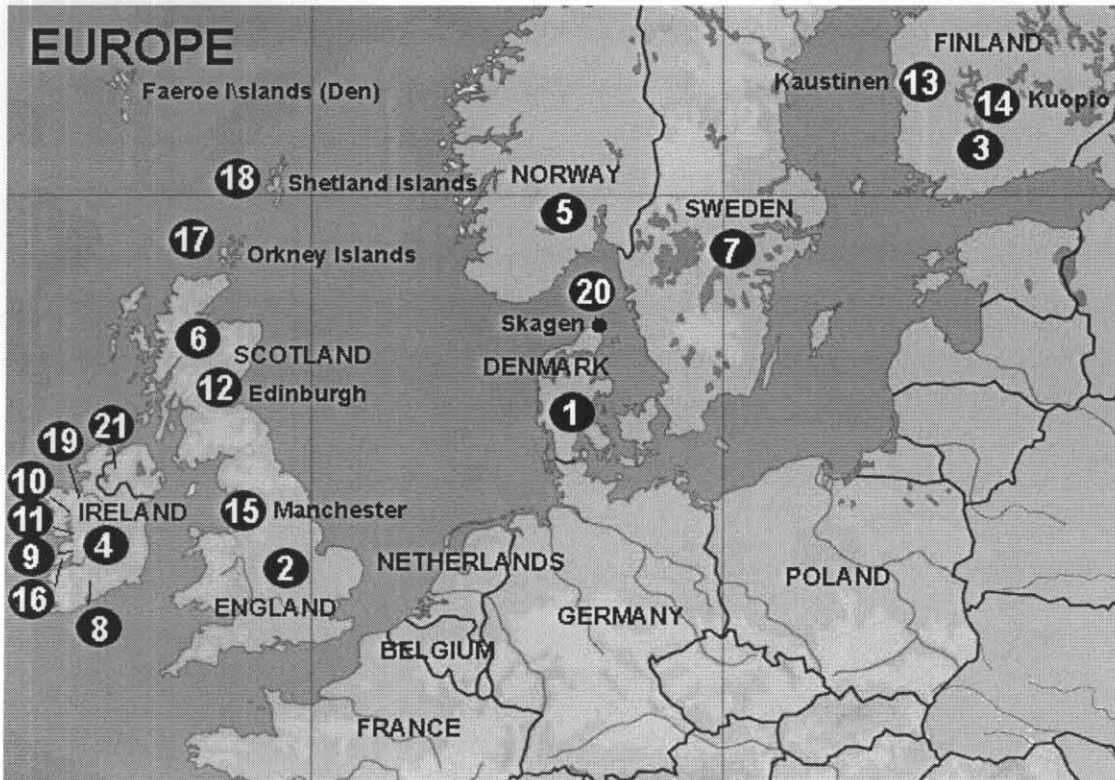 EUROPE
Faeroe Islands (Den)
FINLAND
Kaustinen 13
14 Kuopio
3
18 Shetland Islands
NORWAY
5
SWEDEN
7
17
Orkney Islands
20
Skagen
6
SCOTLAND
DENMARK
12 Edinburgh
1
19
21
10
11
IRELAND
4
9
16
8
15 Manchester
2
ENGLAND
NETHERLANDS
BELGIUM
GERMANY
POLAND
FRANCE